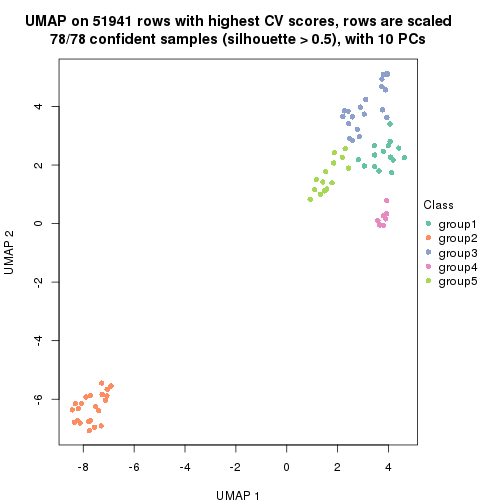 UMAP on 51941 rows with highest CV scores, rows are scaled
78/78 confident samples (silhouette > 0.5), with 10 PCs
UMAP 2
4
2
0
-2
-4
-6
-8
-6
-4
-2
0
2
4
UMAP 1
Class
group1
group2
group3
group4
group5